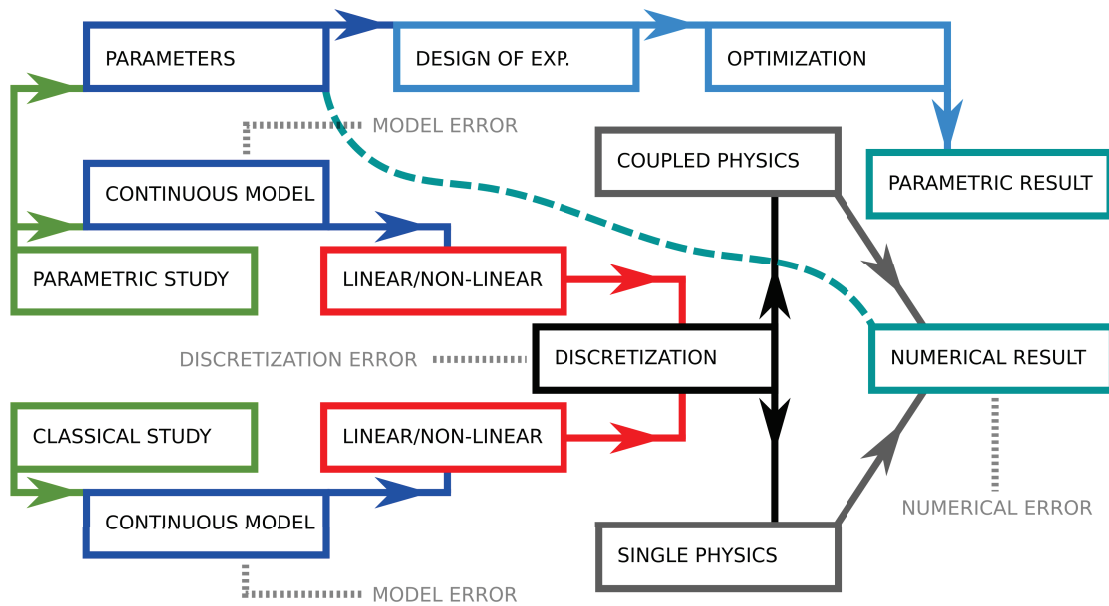 PARAMETERS
DESIGN OF EXP.
OPTIMIZATION
MODEL ERROR
COUPLED PHYSICS
CONTINUOUS MODEL
PARAMETRIC RESULT
PARAMETRIC STUDY
LINEAR/NON-LINEAR
DISCRETIZATION ERROR
DISCRETIZATION
NUMERICAL RESULT
CLASSICAL STUDY
LINEAR/NON-LINEAR
NUMERICAL ERROR
CONTINUOUS MODEL
SINGLE PHYSICS
MODEL ERROR